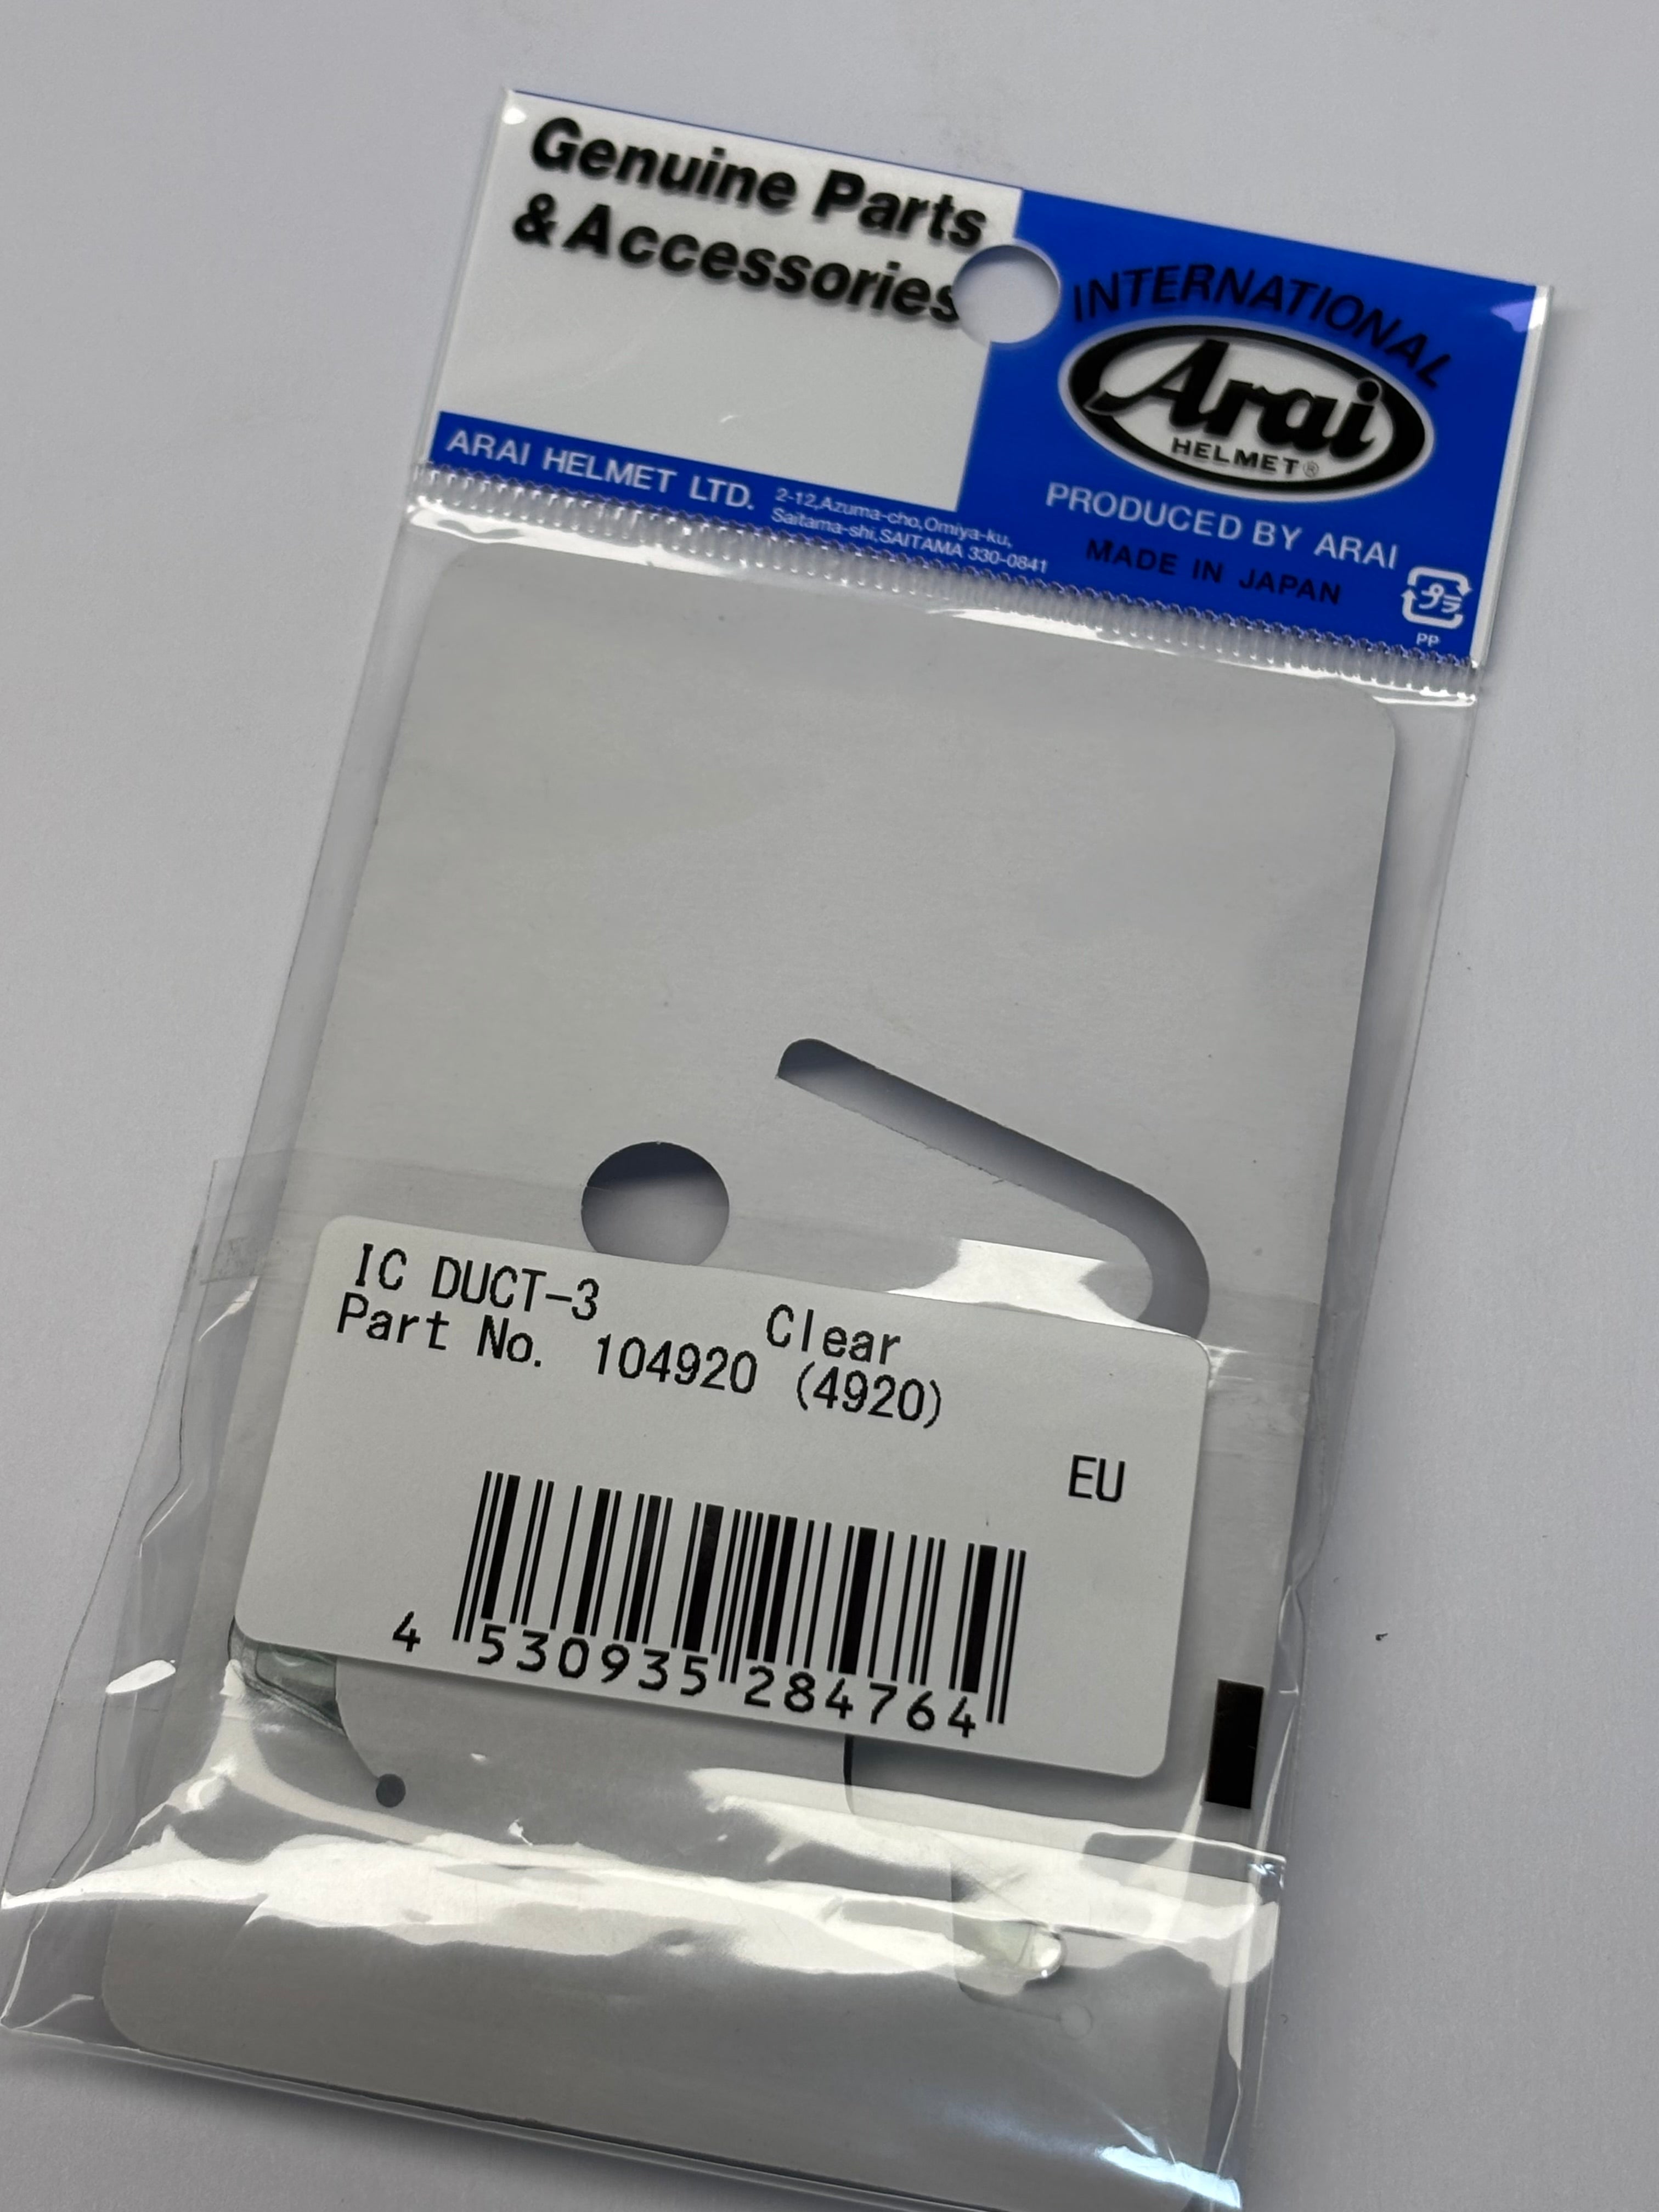 Genuine Parts
& Accessories
INTERNATIONAL
Arai
HELMET®
PRODUCED BY ARAI
MADE IN JAPAN
プラ
PP
ARAI HELMET LTD.
2-12,Azuma-cho,Omiya-ku,
Saitama-shi,SAITAMA 330-0841
IC DUCT-3 Clear
Part No. 104920 (4920)
EU
4 530935 284764